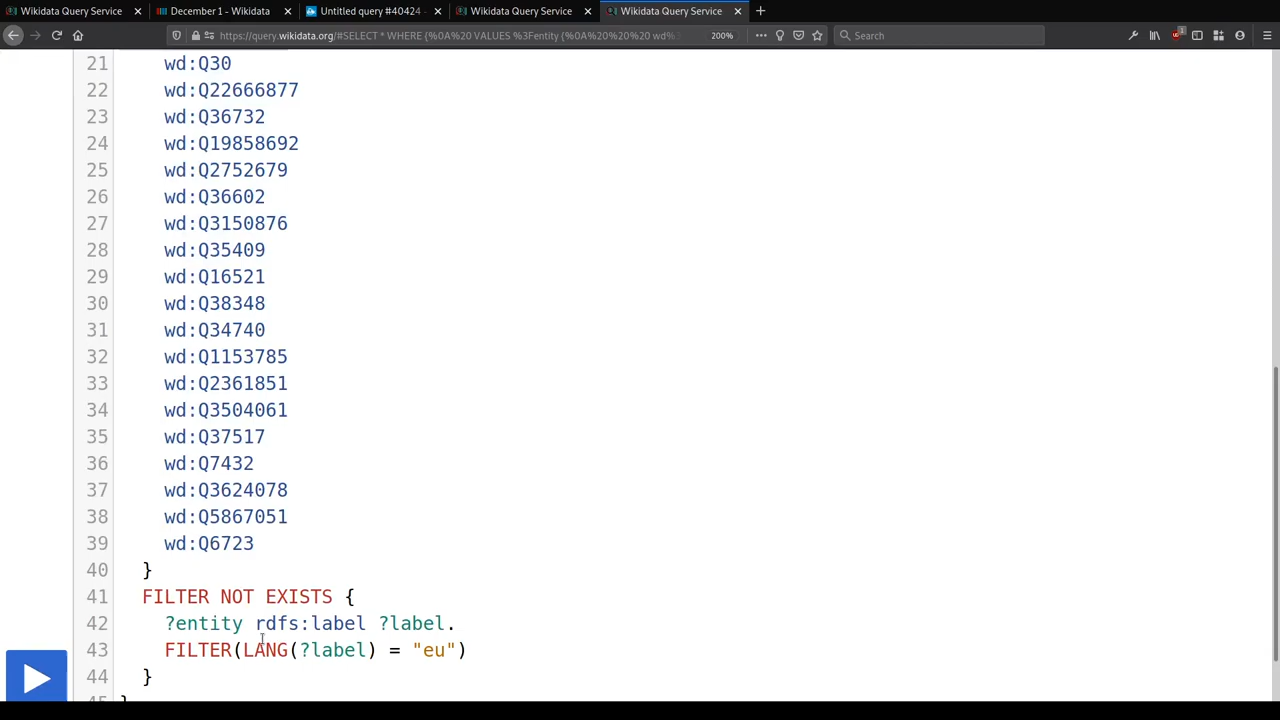 Wikidata Query Service
December 1 - Wikidata
Untitled query #40424
Wikidata Query Service
Wikidata Query Service
https://query.wikidata.org/#SELECT * WHERE {%0A%20 VALUES %3Fentity {%0A%20%20%20 wd%3
200%
Search
21 wd:Q30
22 wd:Q22666877
23 wd:Q36732
24 wd:Q19858692
25 wd:Q2752679
26 wd:Q36602
27 wd:Q3150876
28 wd:Q35409
29 wd:Q16521
30 wd:Q38348
31 wd:Q34740
32 wd:Q1153785
33 wd:Q2361851
34 wd:Q3504061
35 wd:Q37517
36 wd:Q7432
37 wd:Q3624078
38 wd:Q5867051
39 wd:Q6723
40 }
41 FILTER NOT EXISTS {
42 ?entity rdfs:label ?label.
43 FILTER(LANG(?label) = "eu")
44 }